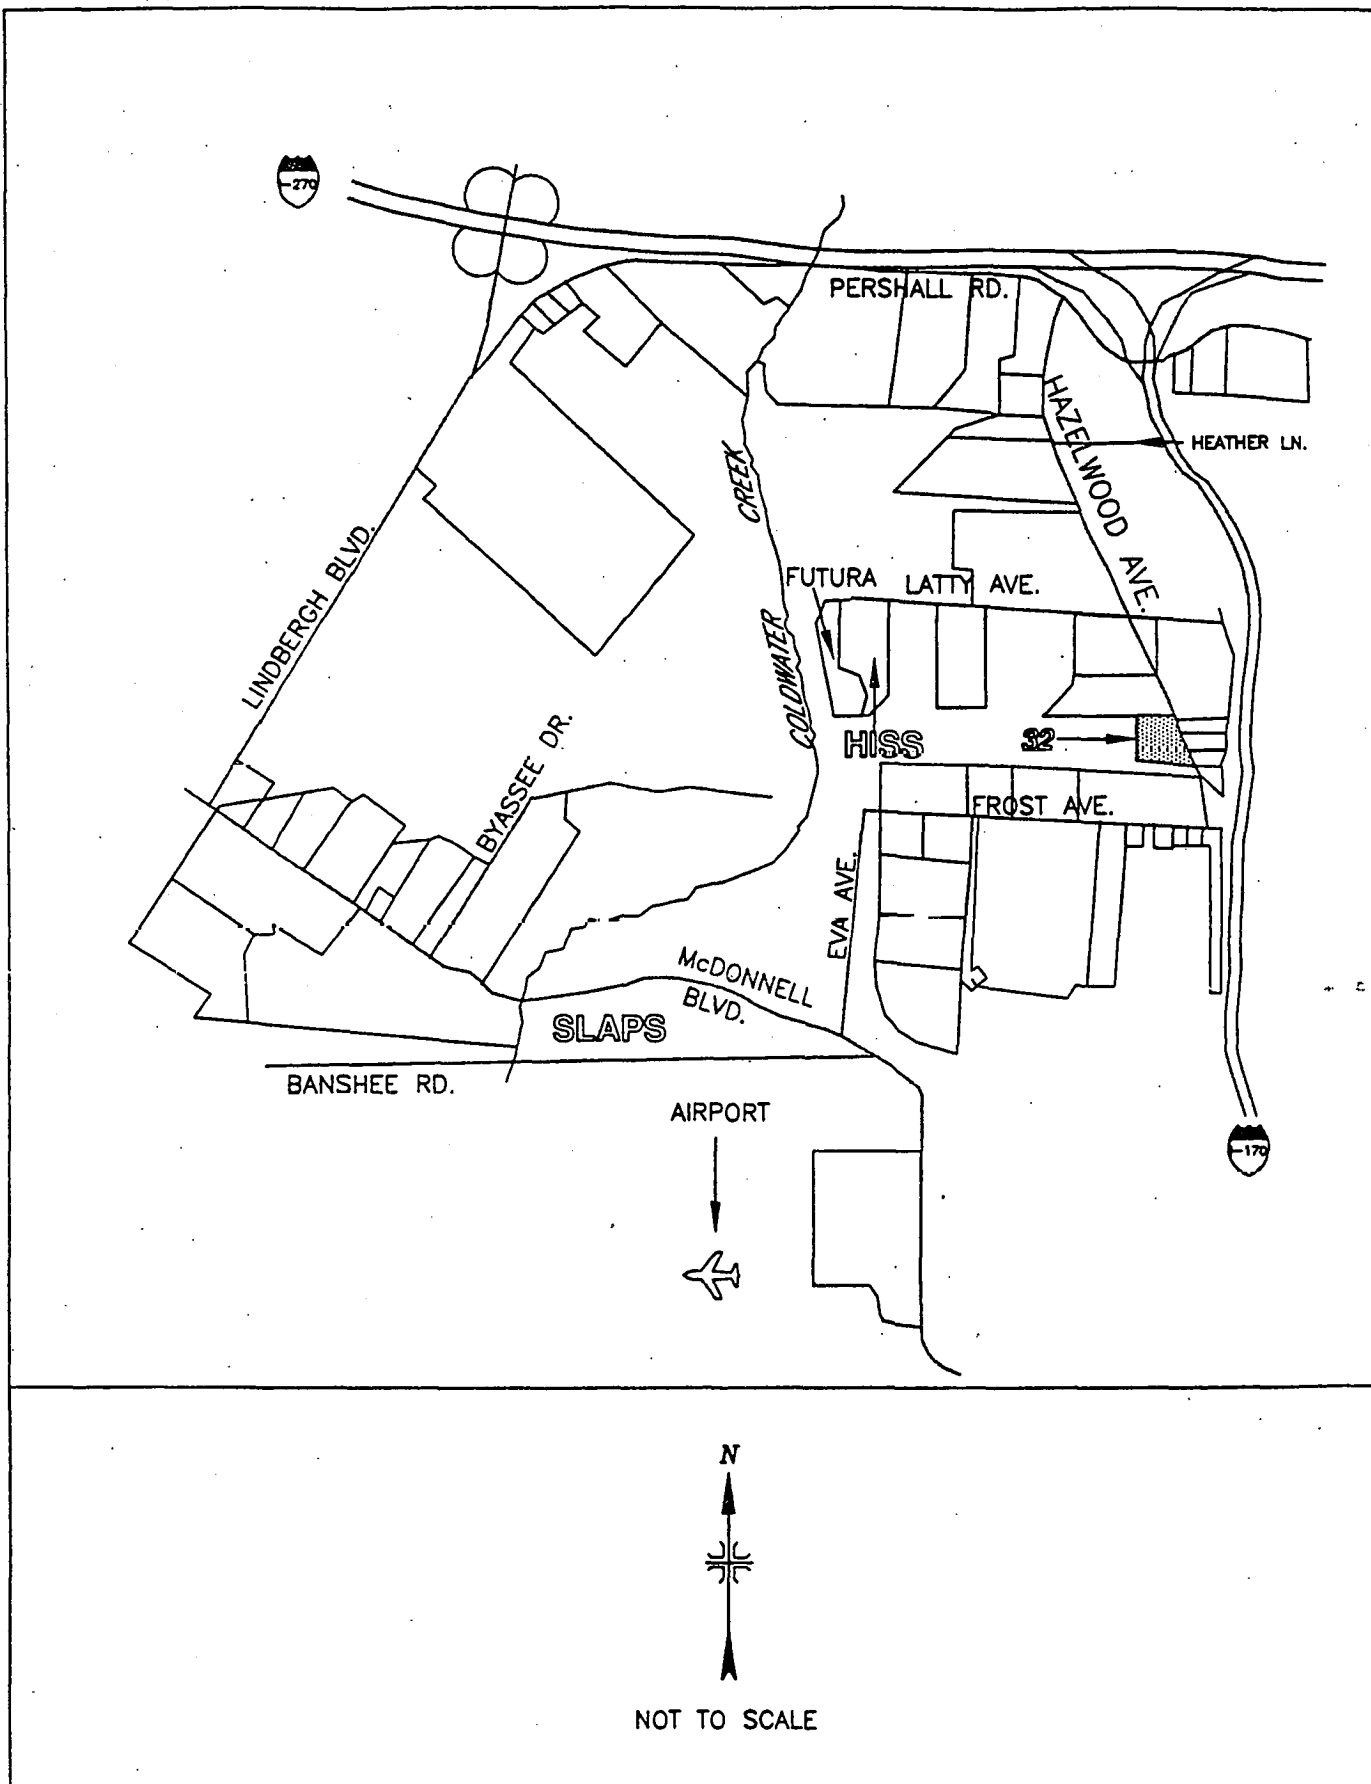 I-270
PERSHALL RD.
HAZELWOOD AVE.
HEATHER LN.
CREEK
COLDWATER
LINDBERGH BLVD.
FUTURA
LATTY AVE.
BYASSEE DR.
HISS
32
FROST AVE.
EVA AVE.
McDONNELL
BLVD.
SLAPS
BANSHEE RD.
AIRPORT
I-170
N
NOT TO SCALE